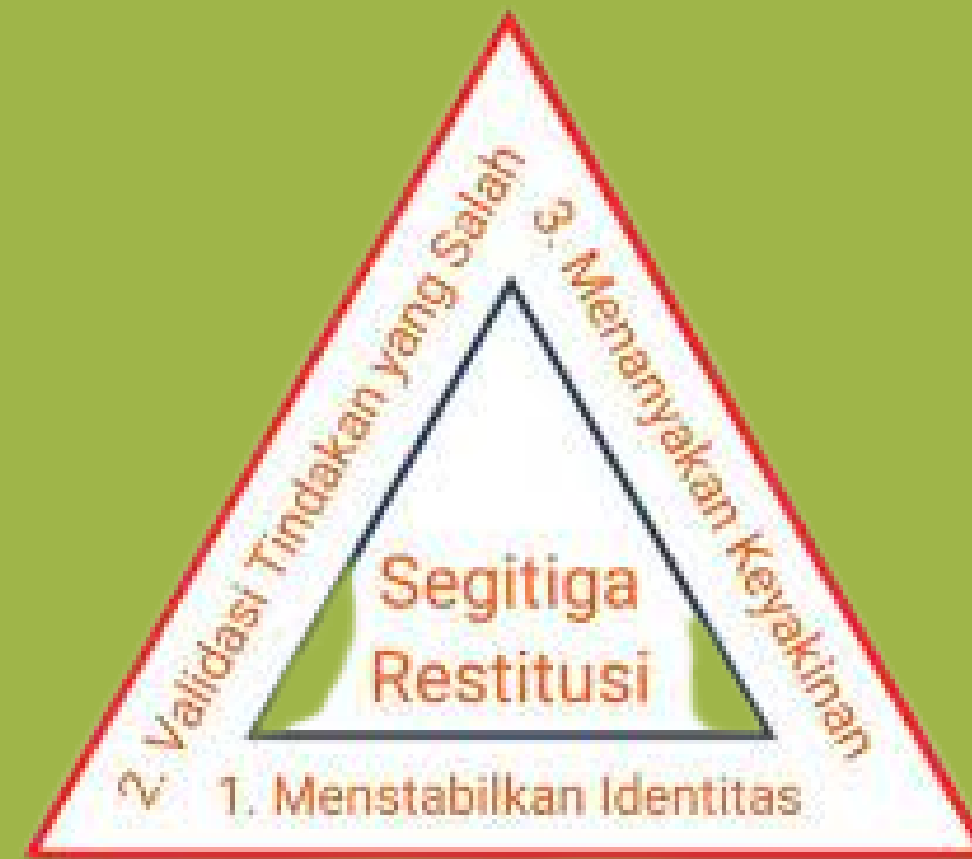 2. Validasi Tindakan yang Salah
3. Menanyakan Keyakinan
Segitiga
Restitusi
1. Menstabilkan Identitas